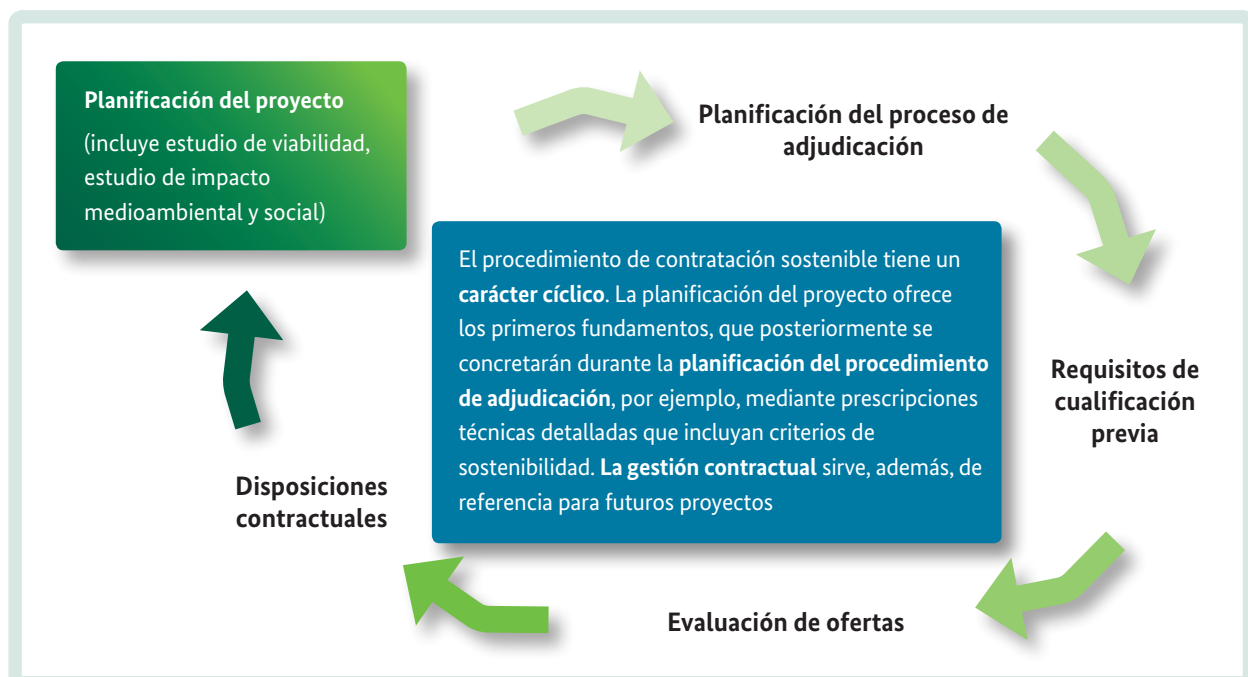 Planificación del proyecto
(incluye estudio de viabilidad,
estudio de impacto
medioambiental y social)
Planificación del proceso de
adjudicación
El procedimiento de contratación sostenible tiene un
carácter cíclico. La planificación del proyecto ofrece
los primeros fundamentos, que posteriormente se
concretarán durante la planificación del procedimiento
de adjudicación, por ejemplo, mediante prescripciones
técnicas detalladas que incluyan criterios de
sostenibilidad. La gestión contractual sirve, además, de
referencia para futuros proyectos
Requisitos de
cualificación
previa
Evaluación de ofertas
Disposiciones
contractuales